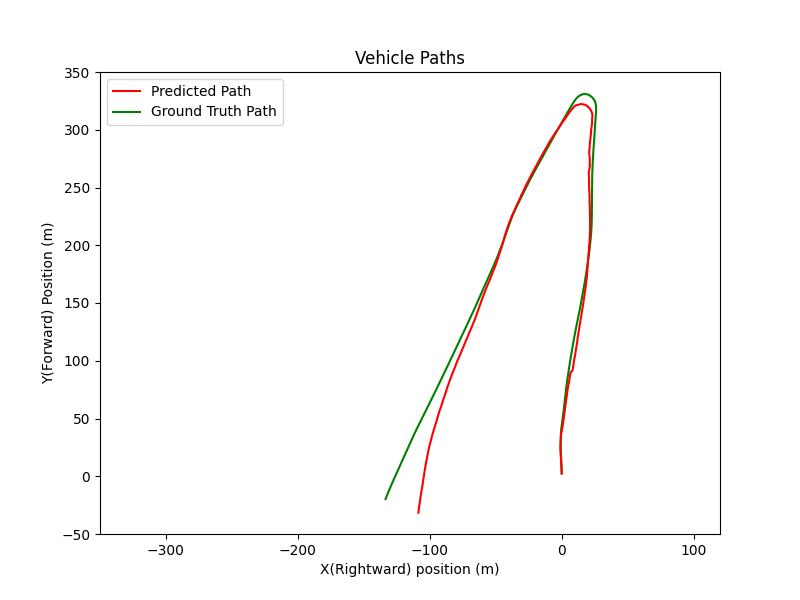 Vehicle Paths
Predicted Path
Ground Truth Path
350
300
250
200
150
100
50
0
−50
Y(Forward) Position (m)
−300
−200
−100
0
100
X(Rightward) position (m)